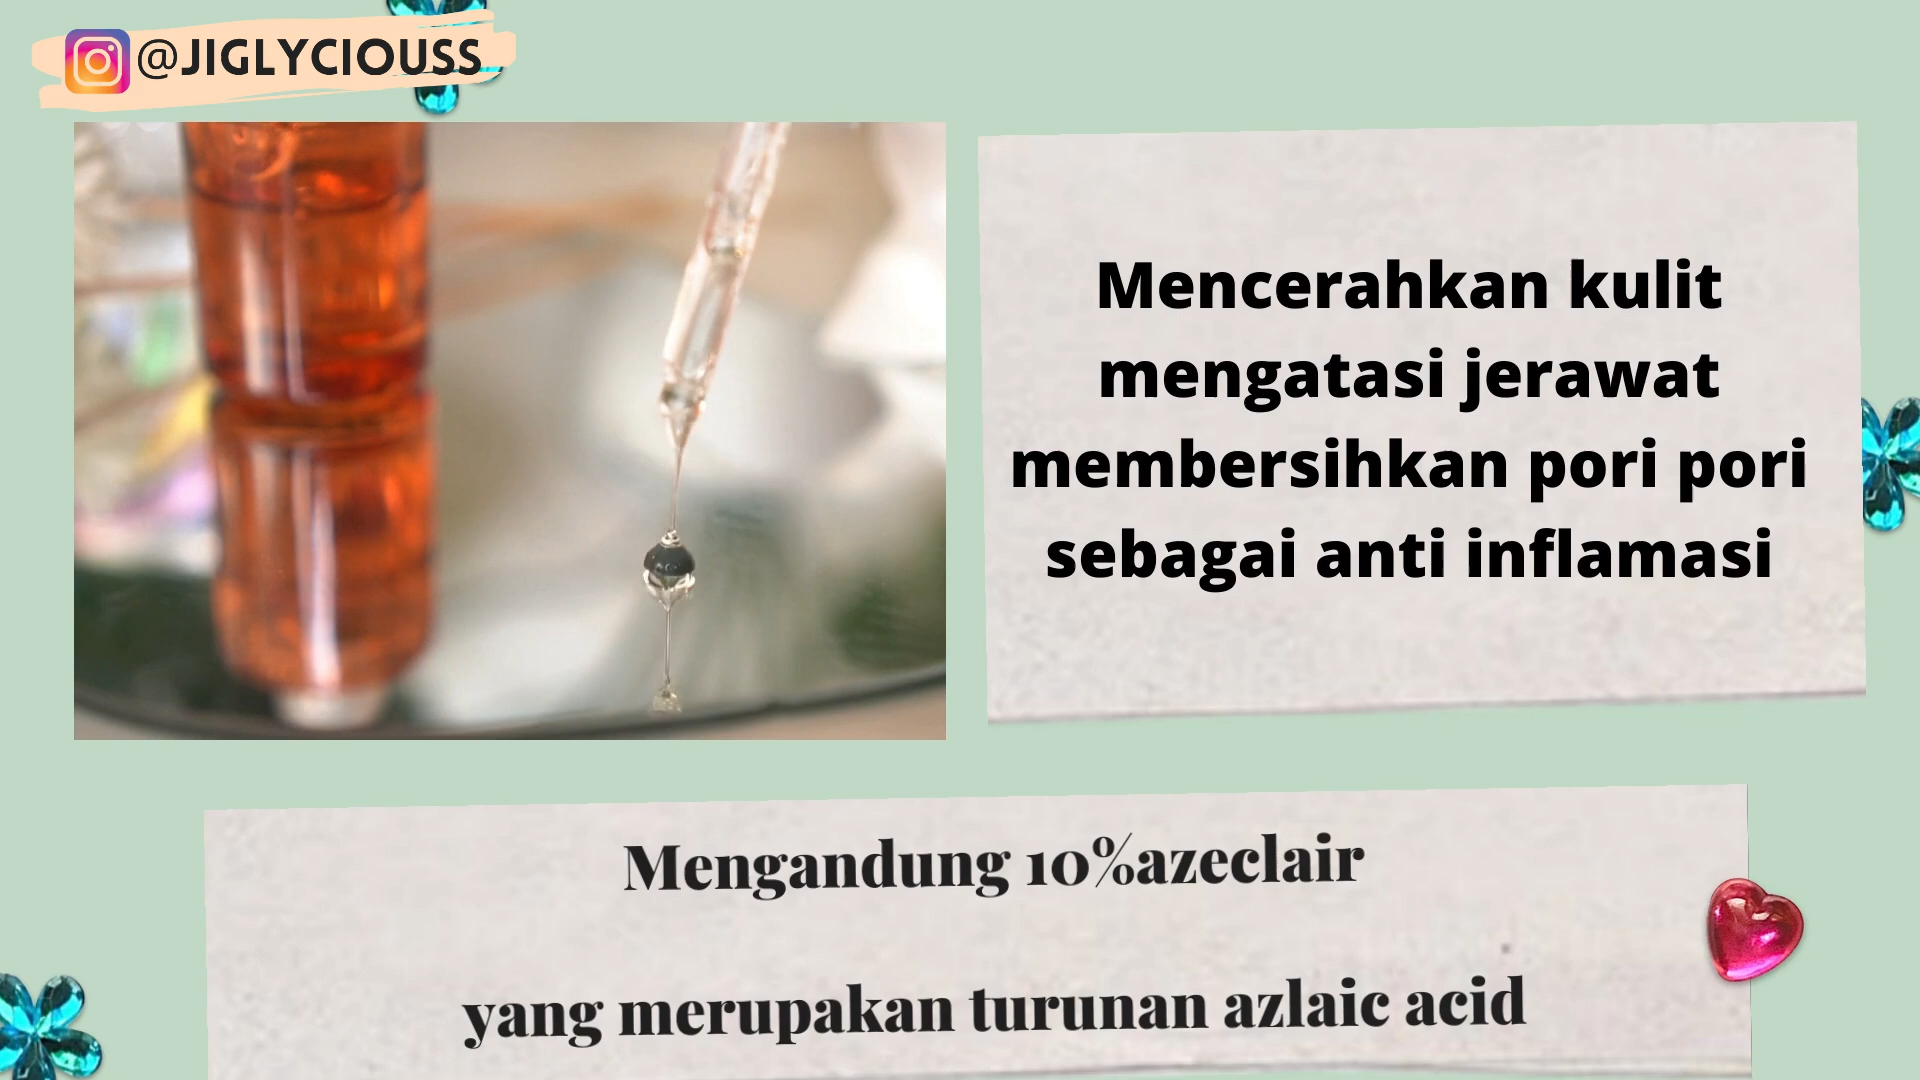 @JIGLYCIOUSS
Mencerahkan kulit
mengatasi jerawat
membersihkan pori pori
sebagai anti inflamasi
Mengandung 10%azeclair
yang merupakan turunan azlaic acid